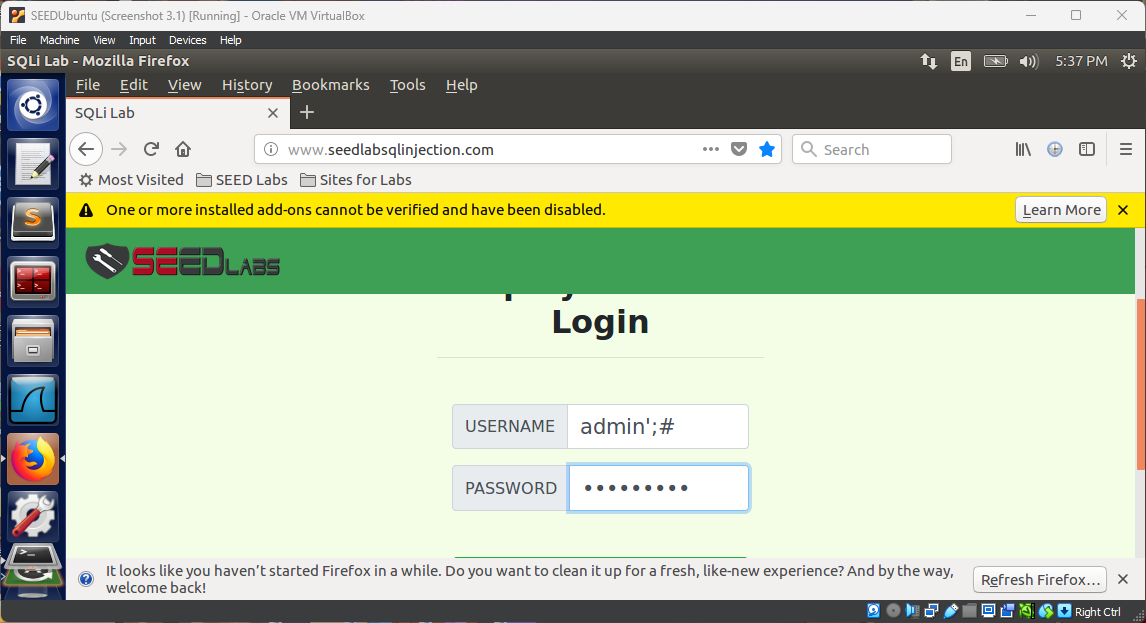 SEEDUbuntu (Screenshot 3.1) [Running] - Oracle VM VirtualBox
File Machine View Input Devices Help
SQLi Lab - Mozilla Firefox
En
5:37 PM
File Edit View History Bookmarks Tools Help
SQLi Lab
www.seedlabsqlinjection.com
Search
Most Visited SEED Labs Sites for Labs
One or more installed add-ons cannot be verified and have been disabled.
Learn More
SEEDLABS
Login
USERNAME admin';#
PASSWORD •••••••••
It looks like you haven’t started Firefox in a while. Do you want to clean it up for a fresh, like-new experience? And by the way,
welcome back!
Refresh Firefox…
Right Ctrl